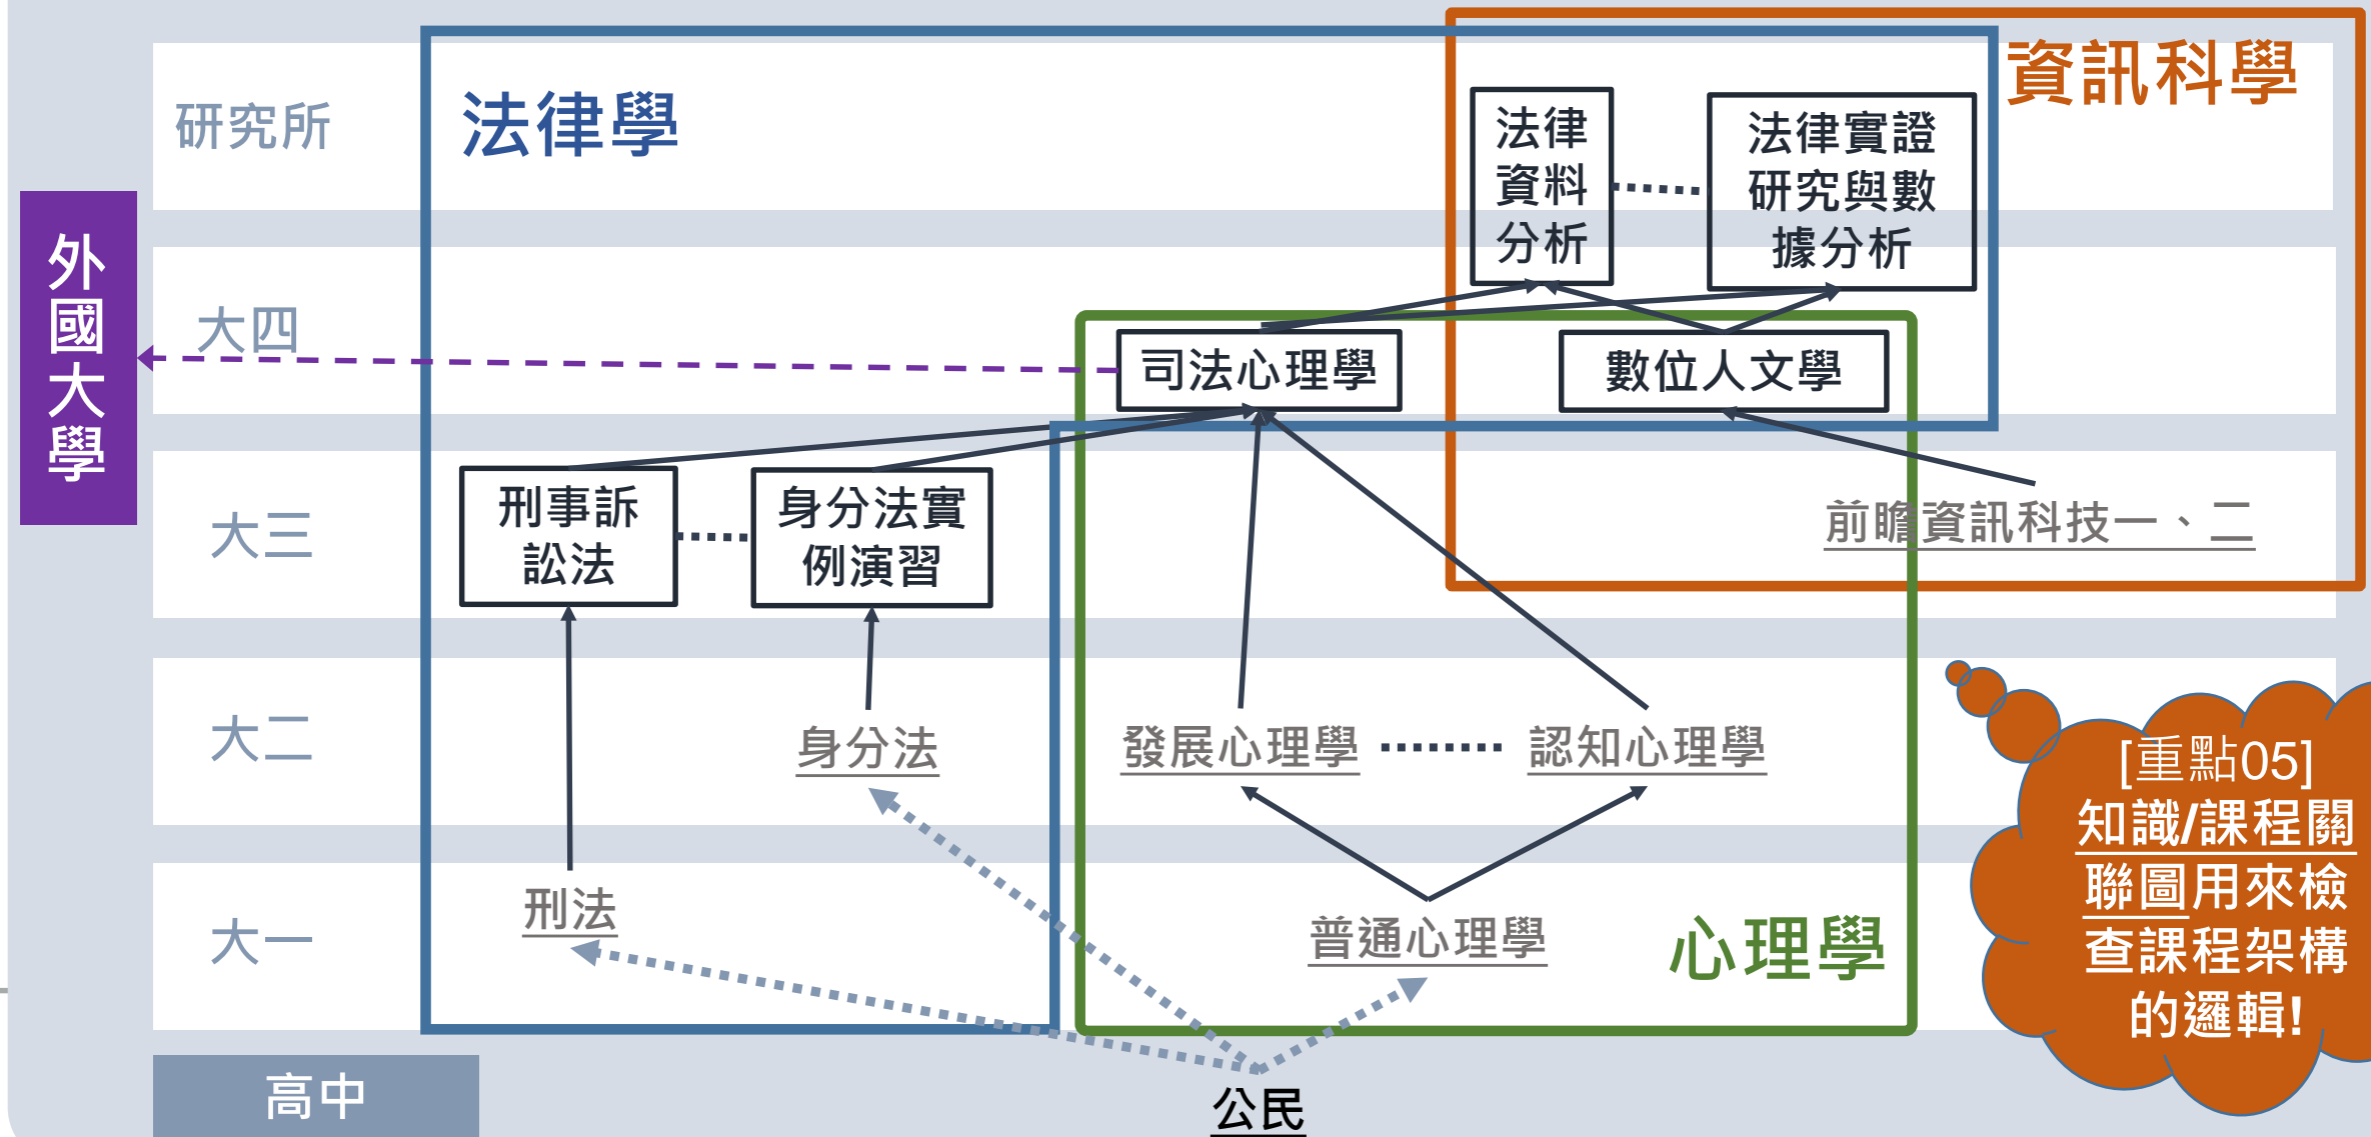 資訊科學
法律學
研究所
法律
資料
分析
法律實證
研究與數
據分析
外國大學
大四
司法心理學
數位人文學
大三
刑事訴
訟法
身分法實
例演習
前瞻資訊科技一、二
大二
身分法
發展心理學
認知心理學
大一
刑法
普通心理學
心理學
[重點05]
知識/課程關
聯圖用來檢
查課程架構
的邏輯!
高中
公民